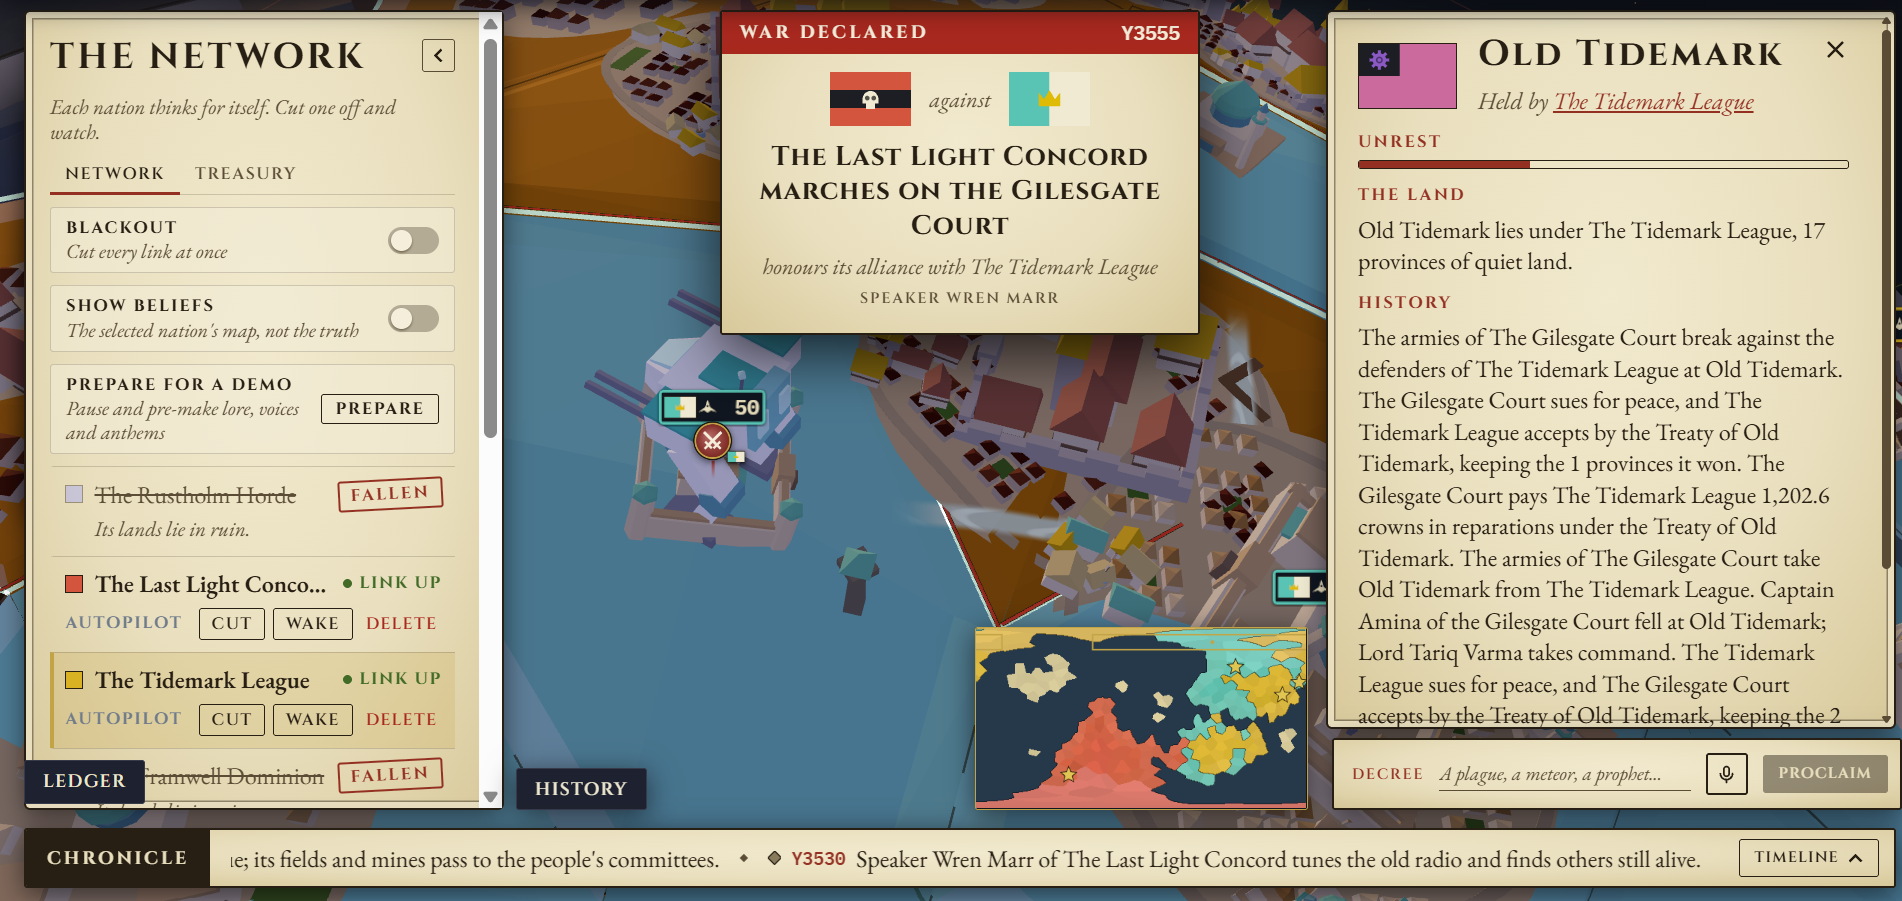 THE NETWORK
Each nation thinks for itself. Cut one off and
watch.
NETWORK TREASURY
BLACKOUT
Cut every link at once
SHOW BELIEFS
The selected nation's map, not the truth
PREPARE FOR A DEMO
Pause and pre-make lore, voices
and anthems
PREPARE
The Rustholm Horde
FALLEN
Its lands lie in ruin.
The Last Light Conco... LINK UP
AUTOPILOT CUT WAKE DELETE
The Tidemark League LINK UP
AUTOPILOT CUT WAKE DELETE
ramwell Dominion FALLEN
LEDGER
HISTORY
WAR DECLARED Y3555
against
THE LAST LIGHT CONCORD
MARCHES ON THE GILESGATE
COURT
honours its alliance with The Tidemark League
SPEAKER WREN MARR
50
OLD TIDEMARK
Held by The Tidemark League
UNREST
THE LAND
Old Tidemark lies under The Tidemark League, 17
provinces of quiet land.
HISTORY
The armies of The Gilesgate Court break against the
defenders of The Tidemark League at Old Tidemark.
The Gilesgate Court sues for peace, and The
Tidemark League accepts by the Treaty of Old
Tidemark, keeping the 1 provinces it won. The
Gilesgate Court pays The Tidemark League 1,202.6
crowns in reparations under the Treaty of Old
Tidemark. The armies of The Gilesgate Court take
Old Tidemark from The Tidemark League. Captain
Amina of the Gilesgate Court fell at Old Tidemark;
Lord Tariq Varma takes command. The Tidemark
League sues for peace, and The Gilesgate Court
accepts by the Treaty of Old Tidemark, keeping the 2
DECREE A plague, a meteor, a prophet... PROCLAIM
CHRONICLE
ie; its fields and mines pass to the people's committees. Y3530 Speaker Wren Marr of The Last Light Concord tunes the old radio and finds others still alive.
TIMELINE